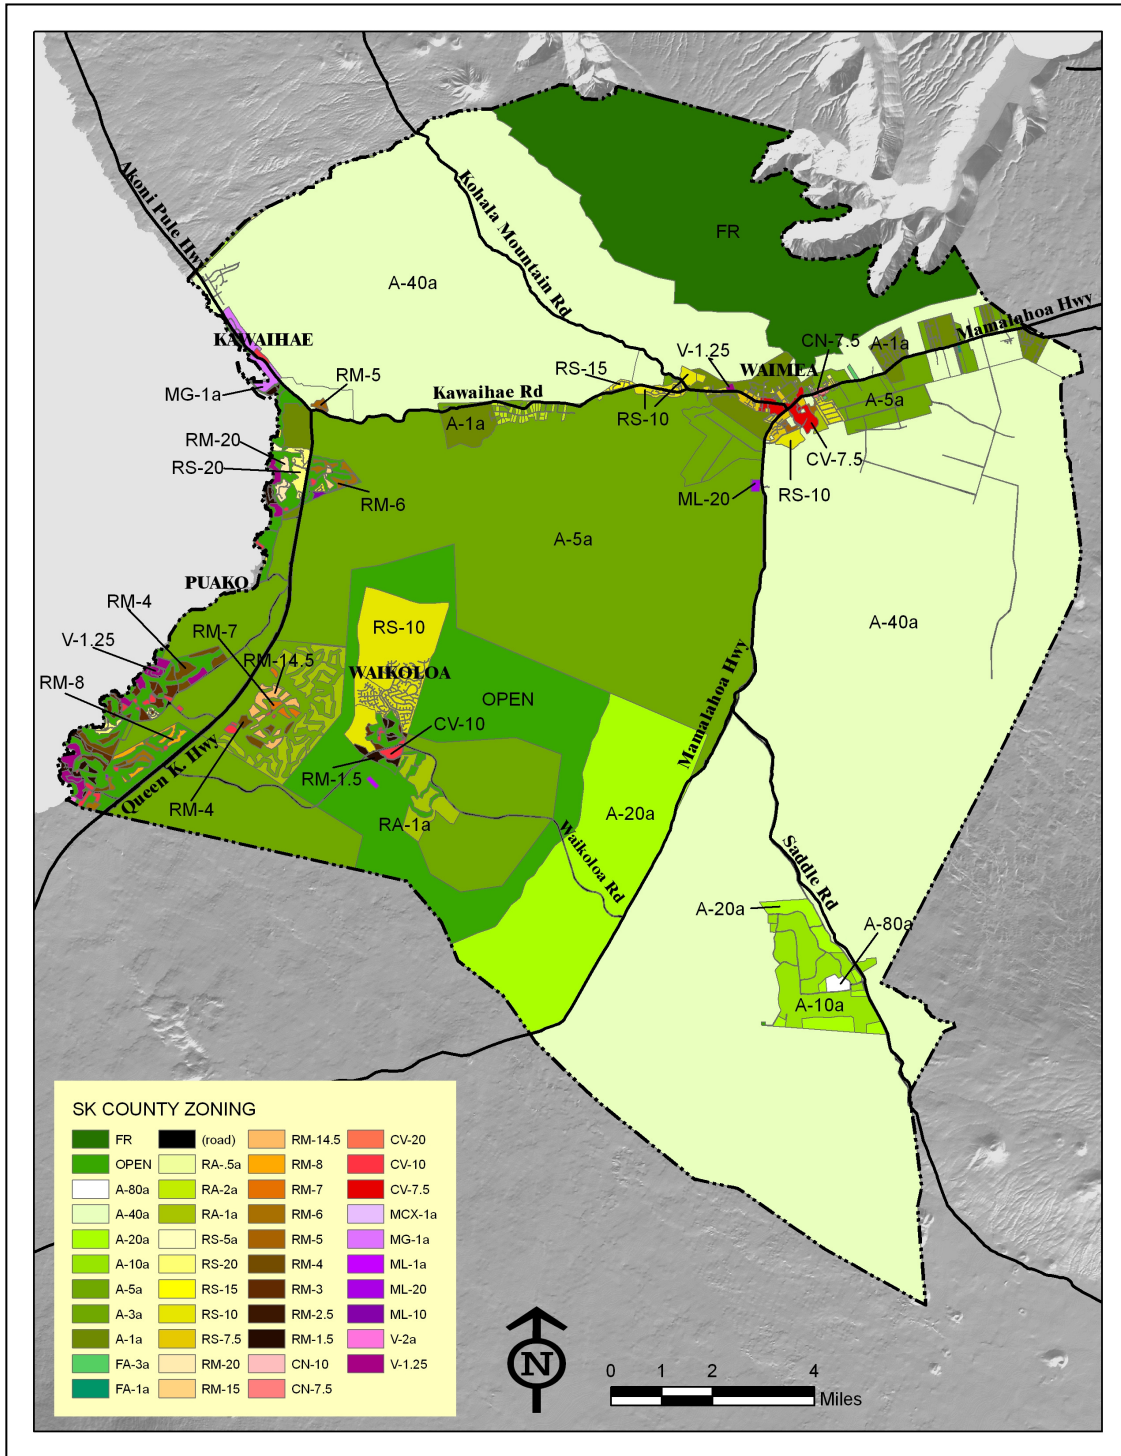 Akoni Pule Hwy
Kohala Mountain Rd
FR
A-40a
Mamalohoa Hwy
KAWAIHAE
CN-7.5
A-1a
V-1.25
WAIMEA
RS-15
RM-5
MG-1a
Kawaihae Rd
A-5a
RS-10
A-1a
RM-20
CV-7.5
RS-20
RS-10
ML-20
RM-6
A-5a
PUAKO
RM-4
RM-7
A-40a
RS-10
V-1.25
RM-14.5
WAIKOLOA
RM-8
OPEN
Mamalahoa Hwy
CV-10
Queen K. Hwy
RM-1.5
RM-4
RA-1a
A-20a
Waikoloa Rd
Saddle Rd
A-20a
A-80a
A-10a
SK COUNTY ZONING
FR
OPEN
A-80a
A-40a
A-20a
A-10a
A-5a
A-3a
A-1a
FA-3a
FA-1a
(road)
RA-.5a
RA-2a
RA-1a
RS-5a
RS-20
RS-15
RS-10
RS-7.5
RM-20
RM-15
RM-14.5
RM-8
RM-7
RM-6
RM-5
RM-4
RM-3
RM-2.5
RM-1.5
CN-10
CN-7.5
CV-20
CV-10
CV-7.5
MCX-1a
MG-1a
ML-1a
ML-20
ML-10
V-2a
V-1.25
N
0 1 2 4
Miles